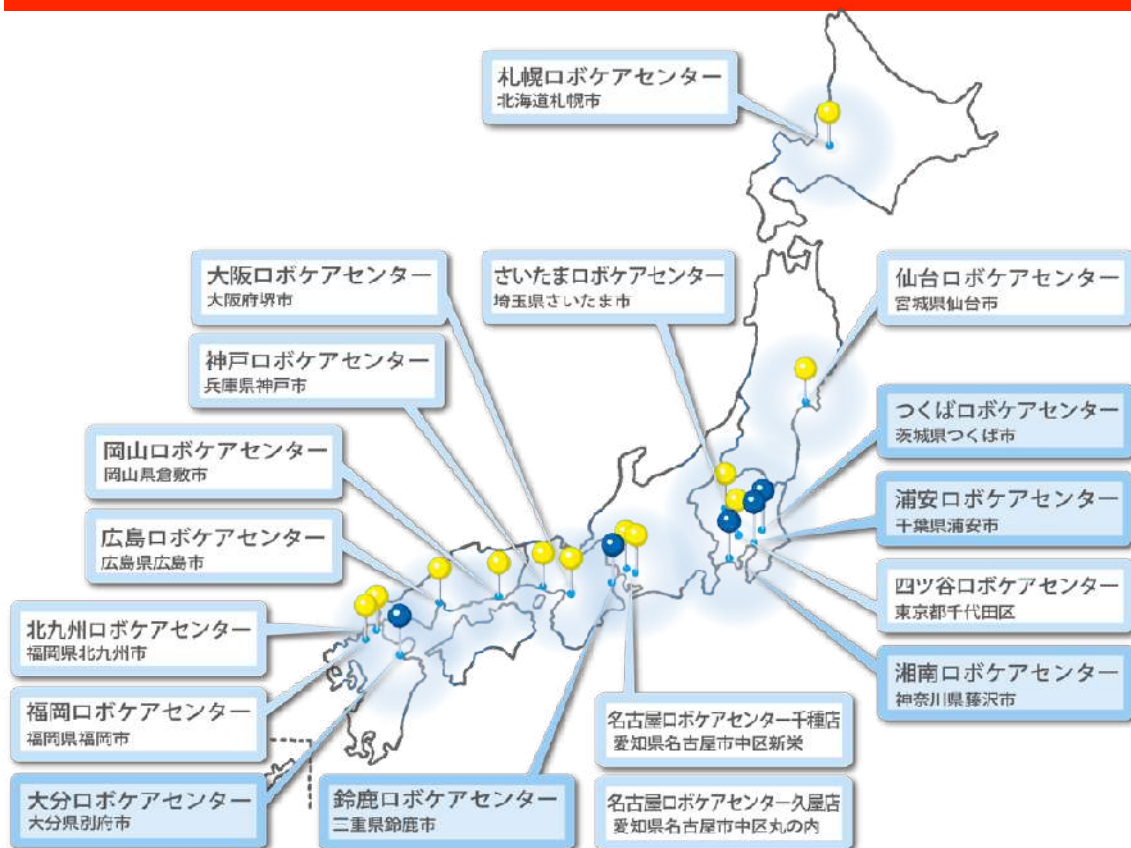 札幌ロボケアセンター
北海道札幌市
大阪ロボケアセンター
大阪府堺市
さいたまロボケアセンター
埼玉県さいたま市
仙台ロボケアセンター
宮城県仙台市
神戸ロボケアセンター
兵庫県神戸市
つくばロボケアセンター
茨城県つくば市
岡山ロボケアセンター
岡山県倉敷市
浦安ロボケアセンター
千葉県浦安市
広島ロボケアセンター
広島県広島市
四ツ谷ロボケアセンター
東京都千代田区
北九州ロボケアセンター
福岡県北九州市
湘南ロボケアセンター
神奈川県藤沢市
福岡ロボケアセンター
福岡県福岡市
名古屋ロボケアセンター千種店
愛知県名古屋市中区新栄
大分ロボケアセンター
大分県別府市
鈴鹿ロボケアセンター
三重県鈴鹿市
名古屋ロボケアセンター久屋店
愛知県名古屋市中区丸の内